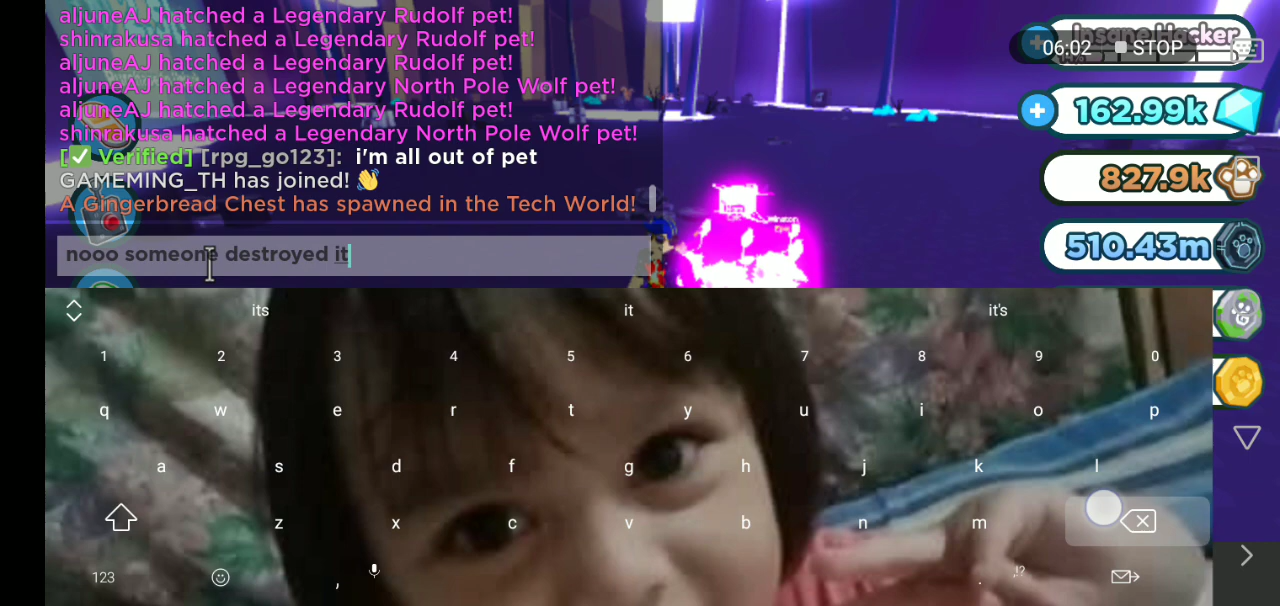 aljuneAJ hatched a Legendary Rudolf pet!
shinrakusa hatched a Legendary Rudolf pet!
aljuneAJ hatched a Legendary Rudolf pet!
aljuneAJ hatched a Legendary North Pole Wolf pet!
aljuneAJ hatched a Legendary Rudolf pet!
shinrakusa hatched a Legendary North Pole Wolf pet!
[✅ Verified] [rpg_go123]: i'm all out of pet
GAMEMING_TH has joined! 👋
A Gingerbread Chest has spawned in the Tech World!
nooo someone destroyed it
Insane Hacker
06:02 STOP
162.99k
827.9k
510.43m
its it it's
1 2 3 4 5 6 7 8 9 0
q w e r t y u i o p
a s d f g h j k l
z x c v b n m
123 , . ,!?